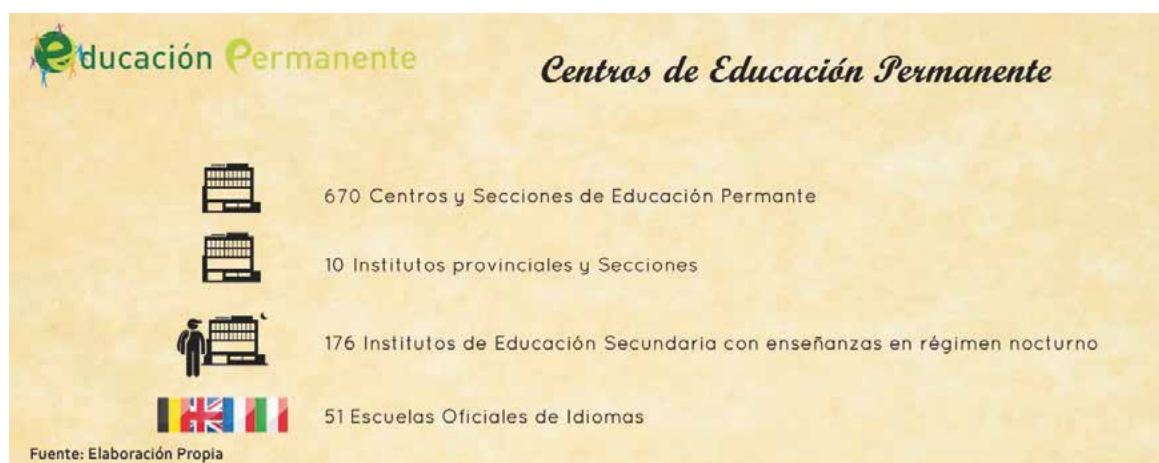 educación Permanente
Centros de Educación Permanente
670 Centros y Secciones de Educación Permante
10 Institutos provinciales y Secciones
176 Institutos de Educación Secundaria con enseñanzas en régimen nocturno
51 Escuelas Oficiales de Idiomas
Fuente: Elaboración Propia